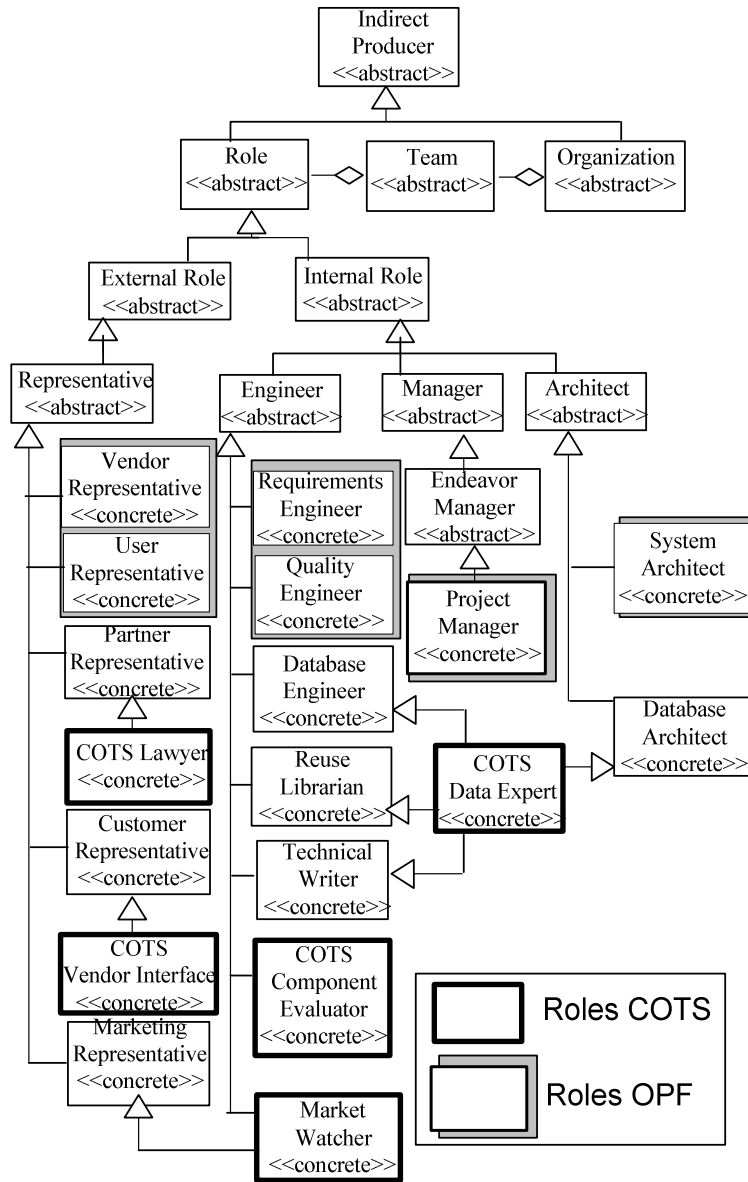 Indirect
Producer
<<abstract>>
Role
<<abstract>>
Team
<<abstract>>
Organization
<<abstract>>
External Role
<<abstract>>
Internal Role
<<abstract>>
Representative
<<abstract>>
Engineer
<<abstract>>
Manager
<<abstract>>
Architect
<<abstract>>
Vendor
Representative
<<concrete>>
User
Representative
<<concrete>>
Partner
Representative
<<concrete>>
COTS Lawyer
<<concrete>>
Customer
Representative
<<concrete>>
COTS
Vendor Interface
<<concrete>>
Marketing
Representative
<<concrete>>
Requirements
Engineer
<<concrete>>
Quality
Engineer
<<concrete>>
Database
Engineer
<<concrete>>
Reuse
Librarian
<<concrete>>
Technical
Writer
<<concrete>>
COTS
Component
Evaluator
<<concrete>>
Market
Watcher
<<concrete>>
Endeavor
Manager
<<abstract>>
Project
Manager
<<concrete>>
COTS
Data Expert
<<concrete>>
System
Architect
<<concrete>>
Database
Architect
<<concrete>>
Roles COTS
Roles OPF